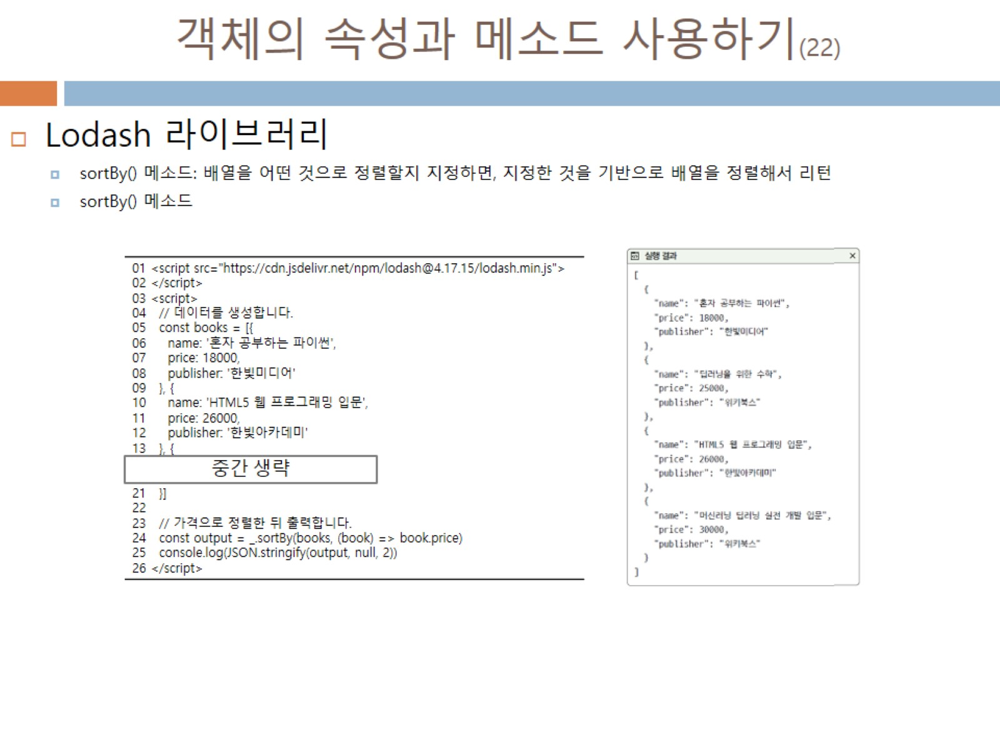 객체의 속성과 메소드 사용하기(22)
Lodash 라이브러리
sortBy() 메소드: 배열을 어떤 것으로 정렬할지 지정하면, 지정한 것을 기반으로 배열을 정렬해서 리턴
sortBy() 메소드
01 <script src="https://cdn.jsdelivr.net/npm/lodash@4.17.15/lodash.min.js">
02 </script>
03 <script>
04 // 데이터를 생성합니다.
05 const books = [{
06 name: '혼자 공부하는 파이썬',
07 price: 18000,
08 publisher: '한빛미디어'
09 }, {
10 name: 'HTML5 웹 프로그래밍 입문',
11 price: 26000,
12 publisher: '한빛아카데미'
13 }, {
중간 생략
21 }]
22
23 // 가격으로 정렬한 뒤 출력합니다.
24 const output = _.sortBy(books, (book) => book.price)
25 console.log(JSON.stringify(output, null, 2))
26 </script>
실행 결과
[
{
"name": "혼자 공부하는 파이썬",
"price": 18000,
"publisher": "한빛미디어"
},
{
"name": "딥러닝을 위한 수학",
"price": 25000,
"publisher": "위키북스"
},
{
"name": "HTML5 웹 프로그래밍 입문",
"price": 26000,
"publisher": "한빛아카데미"
},
{
"name": "머신러닝 딥러닝 실전 개발 입문",
"price": 30000,
"publisher": "위키북스"
}
]